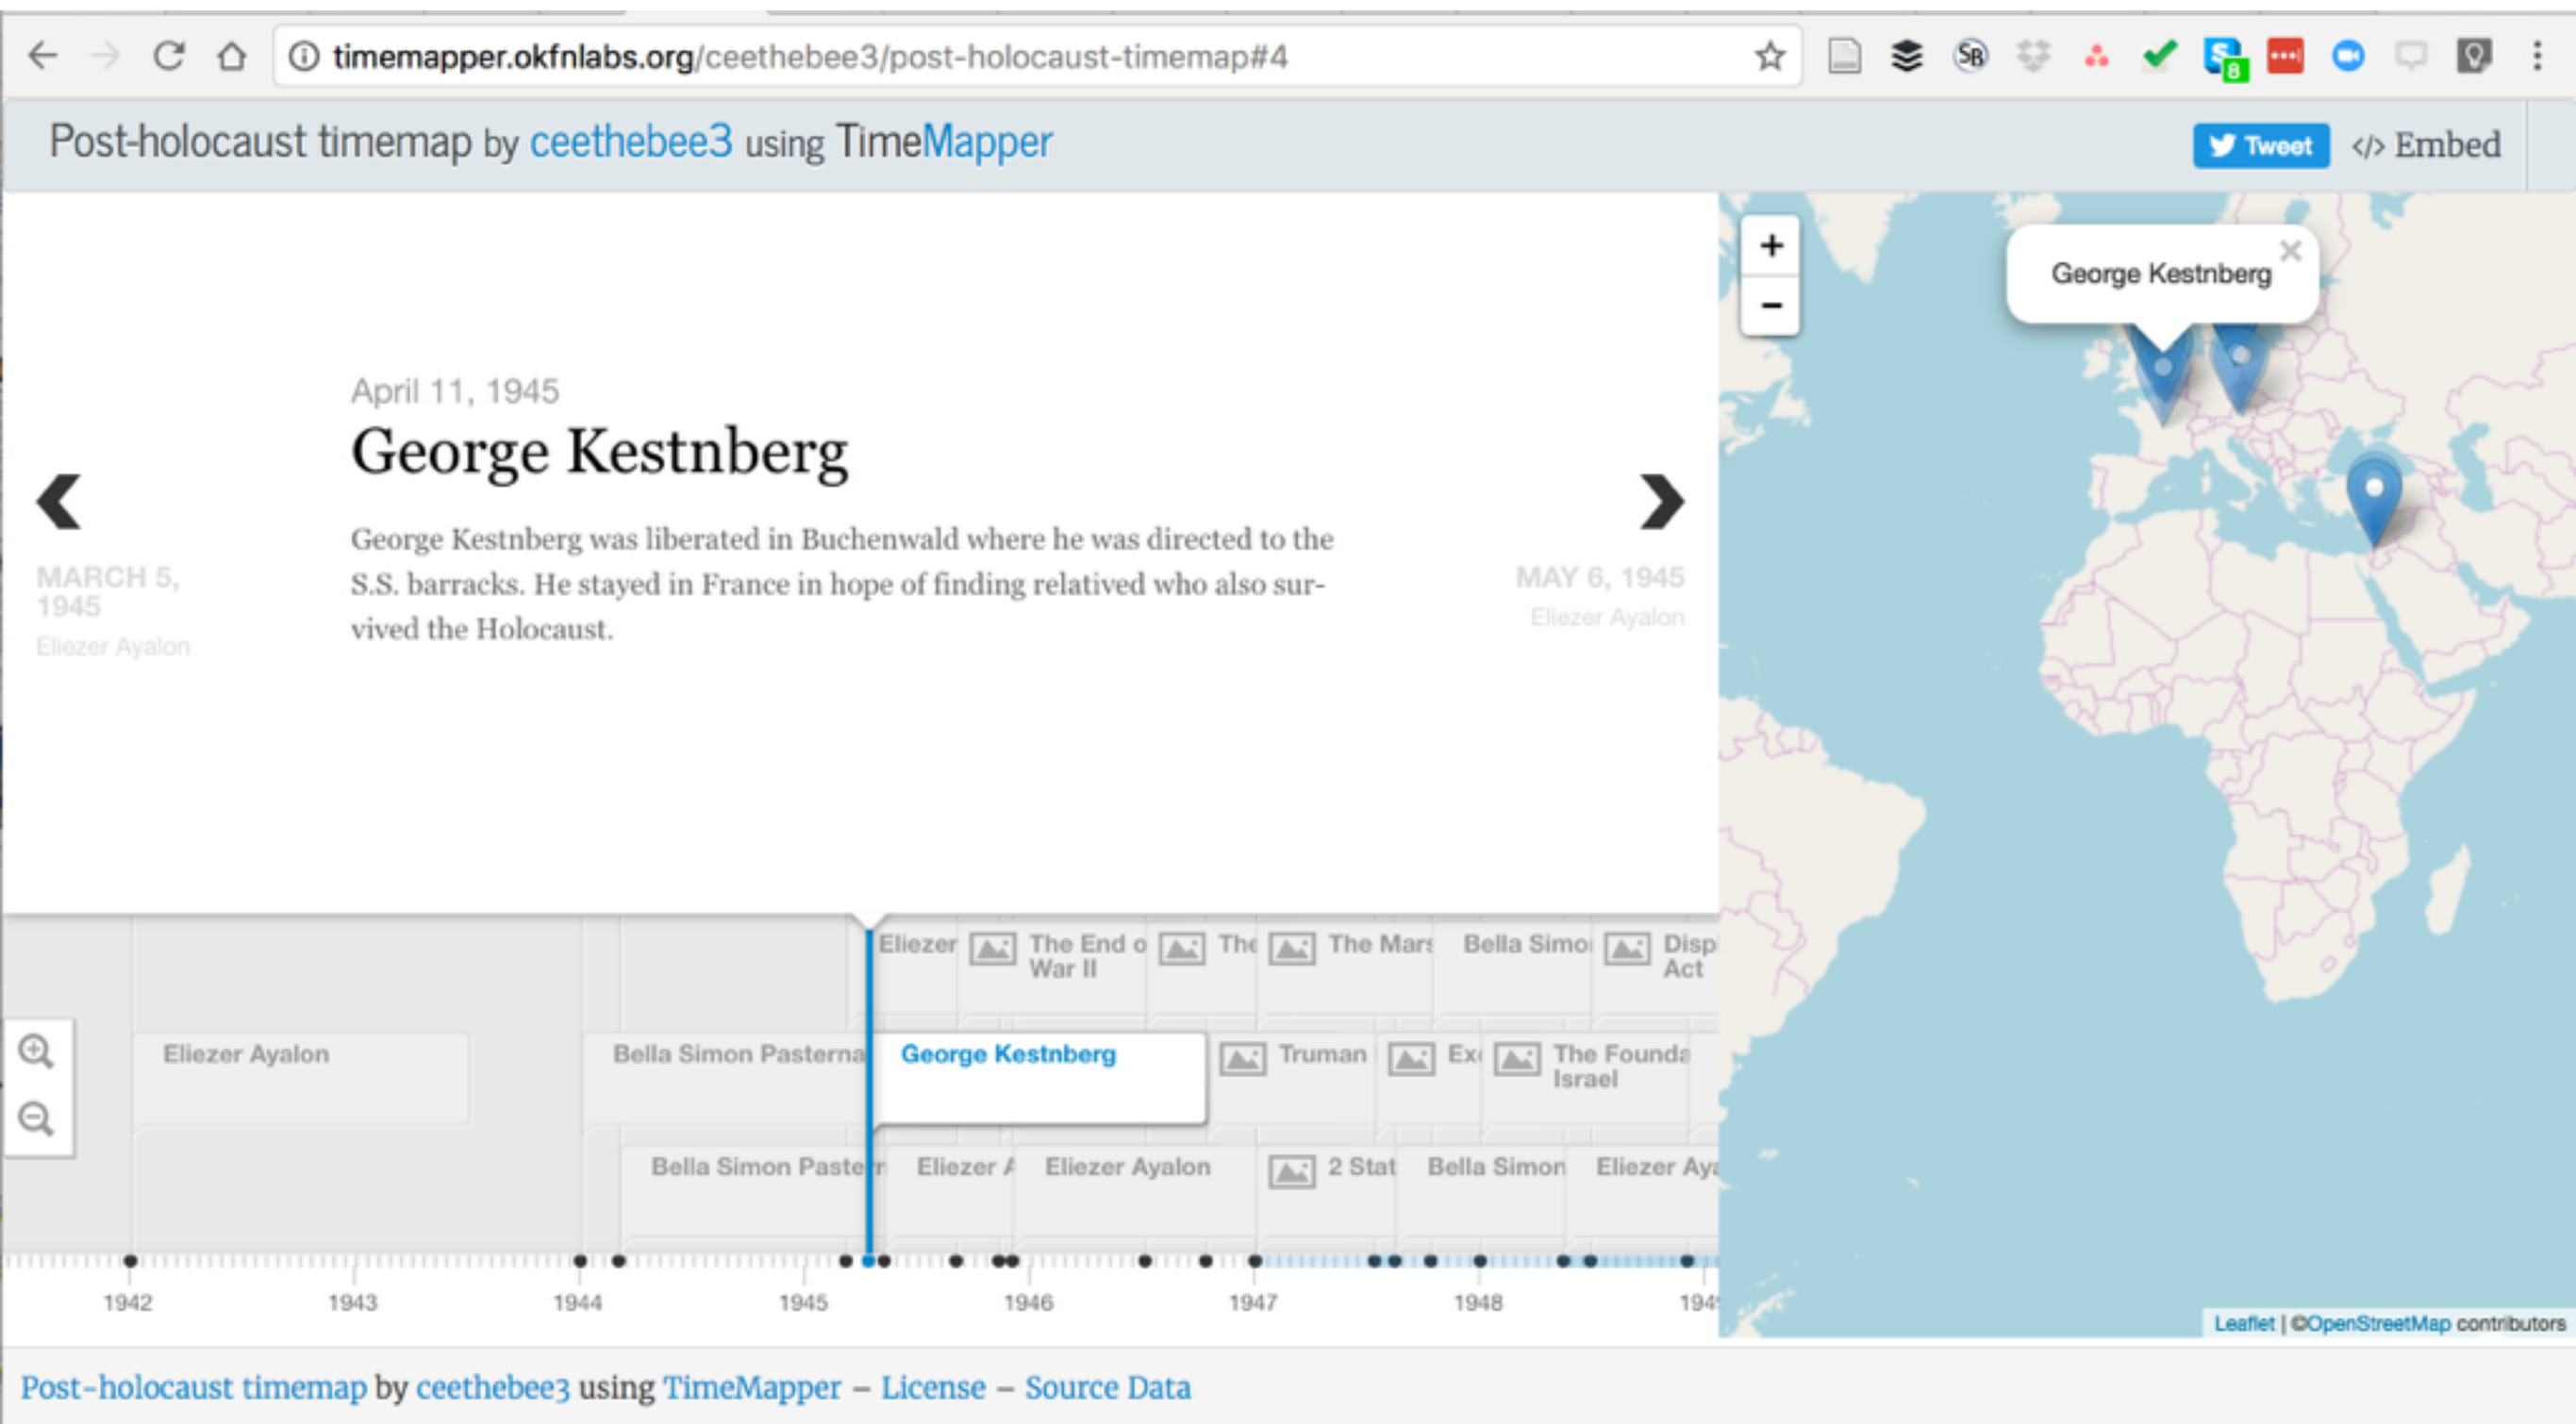 timemapper.okfnlabs.org/ceethebee3/post-holocaust-timemap#4
SB
S
8
Post-holocaust timemap by ceethebee3 using TimeMapper
Tweet
</> Embed
+
−
George Kestnberg
×
April 11, 1945
George Kestnberg
George Kestnberg was liberated in Buchenwald where he was directed to the
S.S. barracks. He stayed in France in hope of finding relatived who also sur-
vived the Holocaust.
MARCH 5,
1945
Eliezer Ayalon
MAY 6, 1945
Eliezer Ayalon
Eliezer
The End o
War II
The
The Mars
Bella Simo
Disp
Act
Eliezer Ayalon
Bella Simon Pasterna
George Kestnberg
Truman
Exo
The Founda
Israel
Bella Simon Pastern
Eliezer A
Eliezer Ayalon
2 Stat
Bella Simon
Eliezer Aya
1942
1943
1944
1945
1946
1947
1948
1949
Leaflet | ©OpenStreetMap contributors
Post-holocaust timemap by ceethebee3 using TimeMapper – License – Source Data